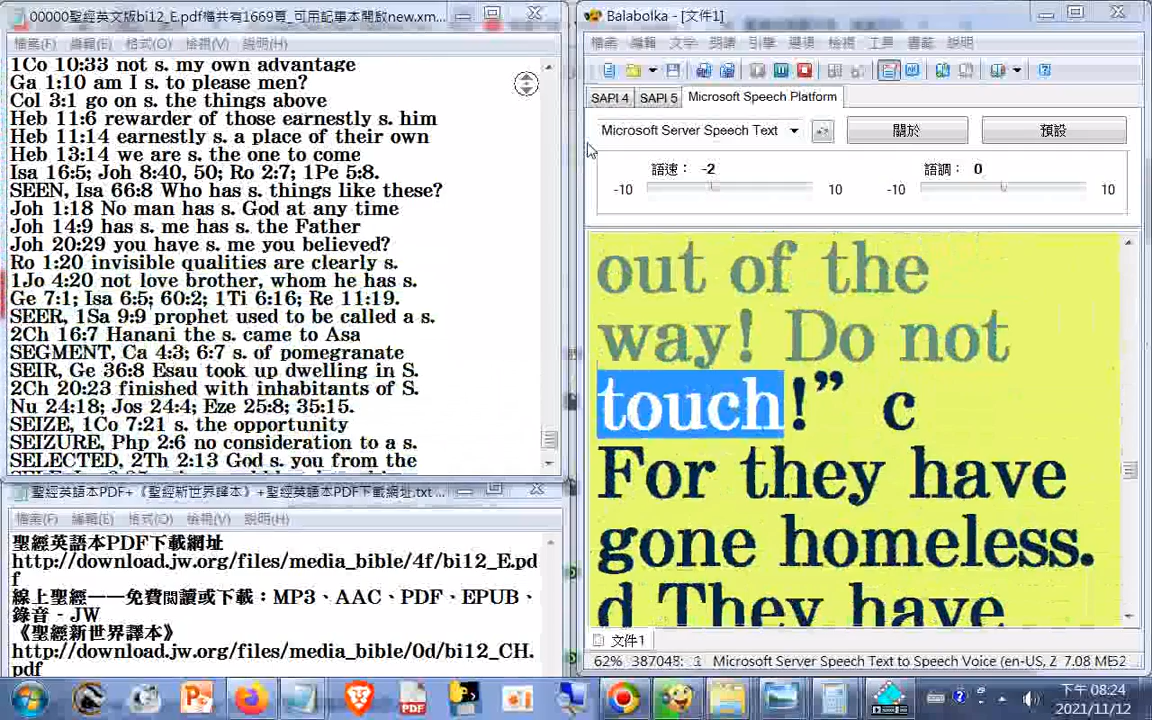 00000聖經英文版bi12_E.pdf檔共有1669頁_可用記事本開啟new.xm...
檔案(F) 編輯(E) 格式(O) 檢視(V) 說明(H)
1Co 10:33 not s. my own advantage
Ga 1:10 am I s. to please men?
Col 3:1 go on s. the things above
Heb 11:6 rewarder of those earnestly s. him
Heb 11:14 earnestly s. a place of their own
Heb 13:14 we are s. the one to come
Isa 16:5; Joh 8:40, 50; Ro 2:7; 1Pe 5:8.
SEEN, Isa 66:8 Who has s. things like these?
Joh 1:18 No man has s. God at any time
Joh 14:9 has s. me has s. the Father
Joh 20:29 you have s. me you believed?
Ro 1:20 invisible qualities are clearly s.
1Jo 4:20 not love brother, whom he has s.
Ge 7:1; Isa 6:5; 60:2; 1Ti 6:16; Re 11:19.
SEER, 1Sa 9:9 prophet used to be called a s.
2Ch 16:7 Hanani the s. came to Asa
SEGMENT, Ca 4:3; 6:7 s. of pomegranate
SEIR, Ge 36:8 Esau took up dwelling in S.
2Ch 20:23 finished with inhabitants of S.
Nu 24:18; Jos 24:4; Eze 25:8; 35:15.
SEIZE, 1Co 7:21 s. the opportunity
SEIZURE, Php 2:6 no consideration to a s.
SELECTED, 2Th 2:13 God s. you from the
聖經英語本PDF+《聖經新世界譯本》+聖經英語本PDF下載網址.txt ...
檔案(F) 編輯(E) 格式(O) 檢視(V) 說明(H)
聖經英語本PDF下載網址
http://download.jw.org/files/media_bible/4f/bi12_E.pd
f
線上聖經——免費閱讀或下載：MP3、AAC、PDF、EPUB、
錄音 - JW
《聖經新世界譯本》
http://download.jw.org/files/media_bible/0d/bi12_CH.
pdf
Balabolka - [文件1]
檔案 編輯 文字 朗讀 引擎 選項 檢視 工具 書籤 說明
SAPI 4 SAPI 5 Microsoft Speech Platform
Microsoft Server Speech Text 關於 預設
語速： -2 語調： 0
-10 10 -10 10
out of the
way! Do not
touch!” c
For they have
gone homeless.
d They have
文件1
62% 387048: 1 Microsoft Server Speech Text to Speech Voice (en-US, Z 7.08 MB
下午 08:24
2021/11/12